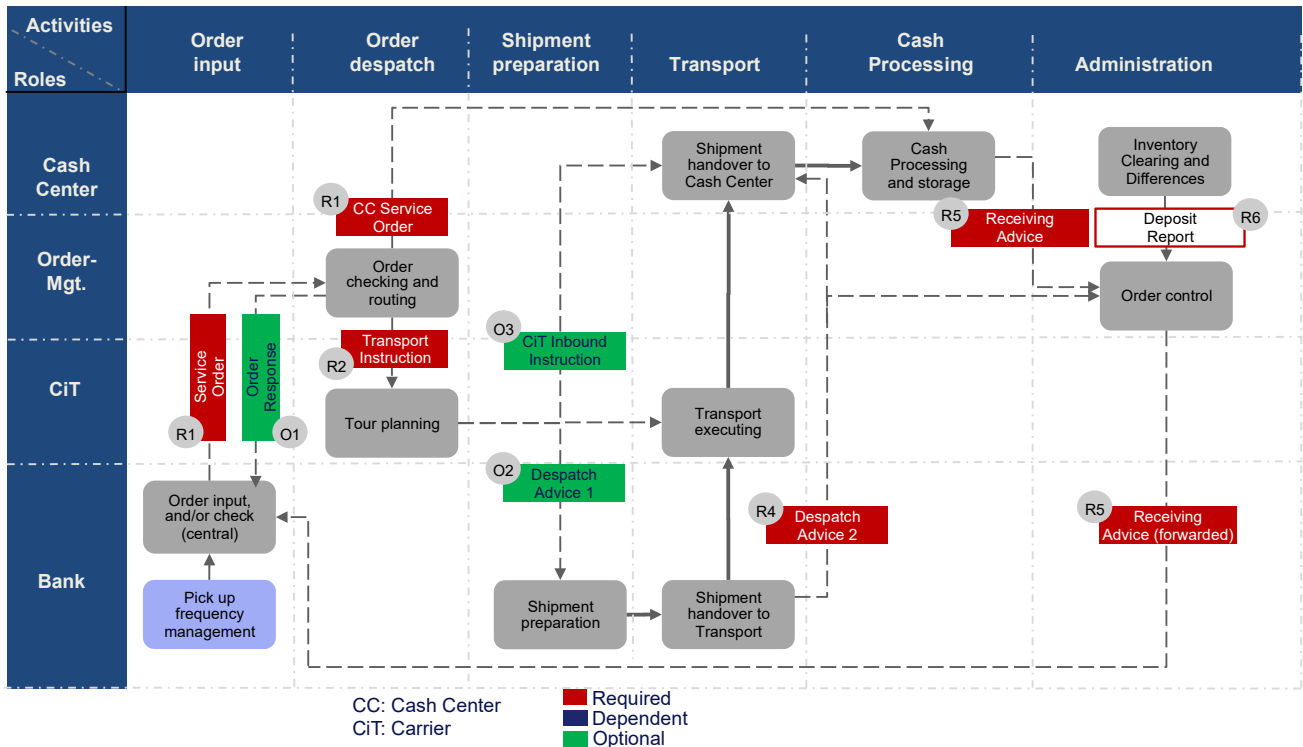 Activities
Roles
Order
input
Order
despatch
Shipment
preparation
Transport
Cash
Processing
Administration
Cash
Center
Shipment
handover to
Cash Center
Cash
Processing
and storage
Inventory
Clearing and
Differences
R1
CC Service
Order
R5
Receiving
Advice
Deposit
Report
R6
Order-
Mgt.
Order
checking and
routing
Order control
CiT
Service
Order
R1
Order
Response
O1
Transport
Instruction
R2
O3
CiT Inbound
Instruction
Tour planning
Transport
executing
Bank
O2
Despatch
Advice 1
Order input,
and/or check
(central)
R4
Despatch
Advice 2
R5
Receiving
Advice (forwarded)
Pick up
frequency
management
Shipment
preparation
Shipment
handover to
Transport
CC: Cash Center
CiT: Carrier
Required
Dependent
Optional